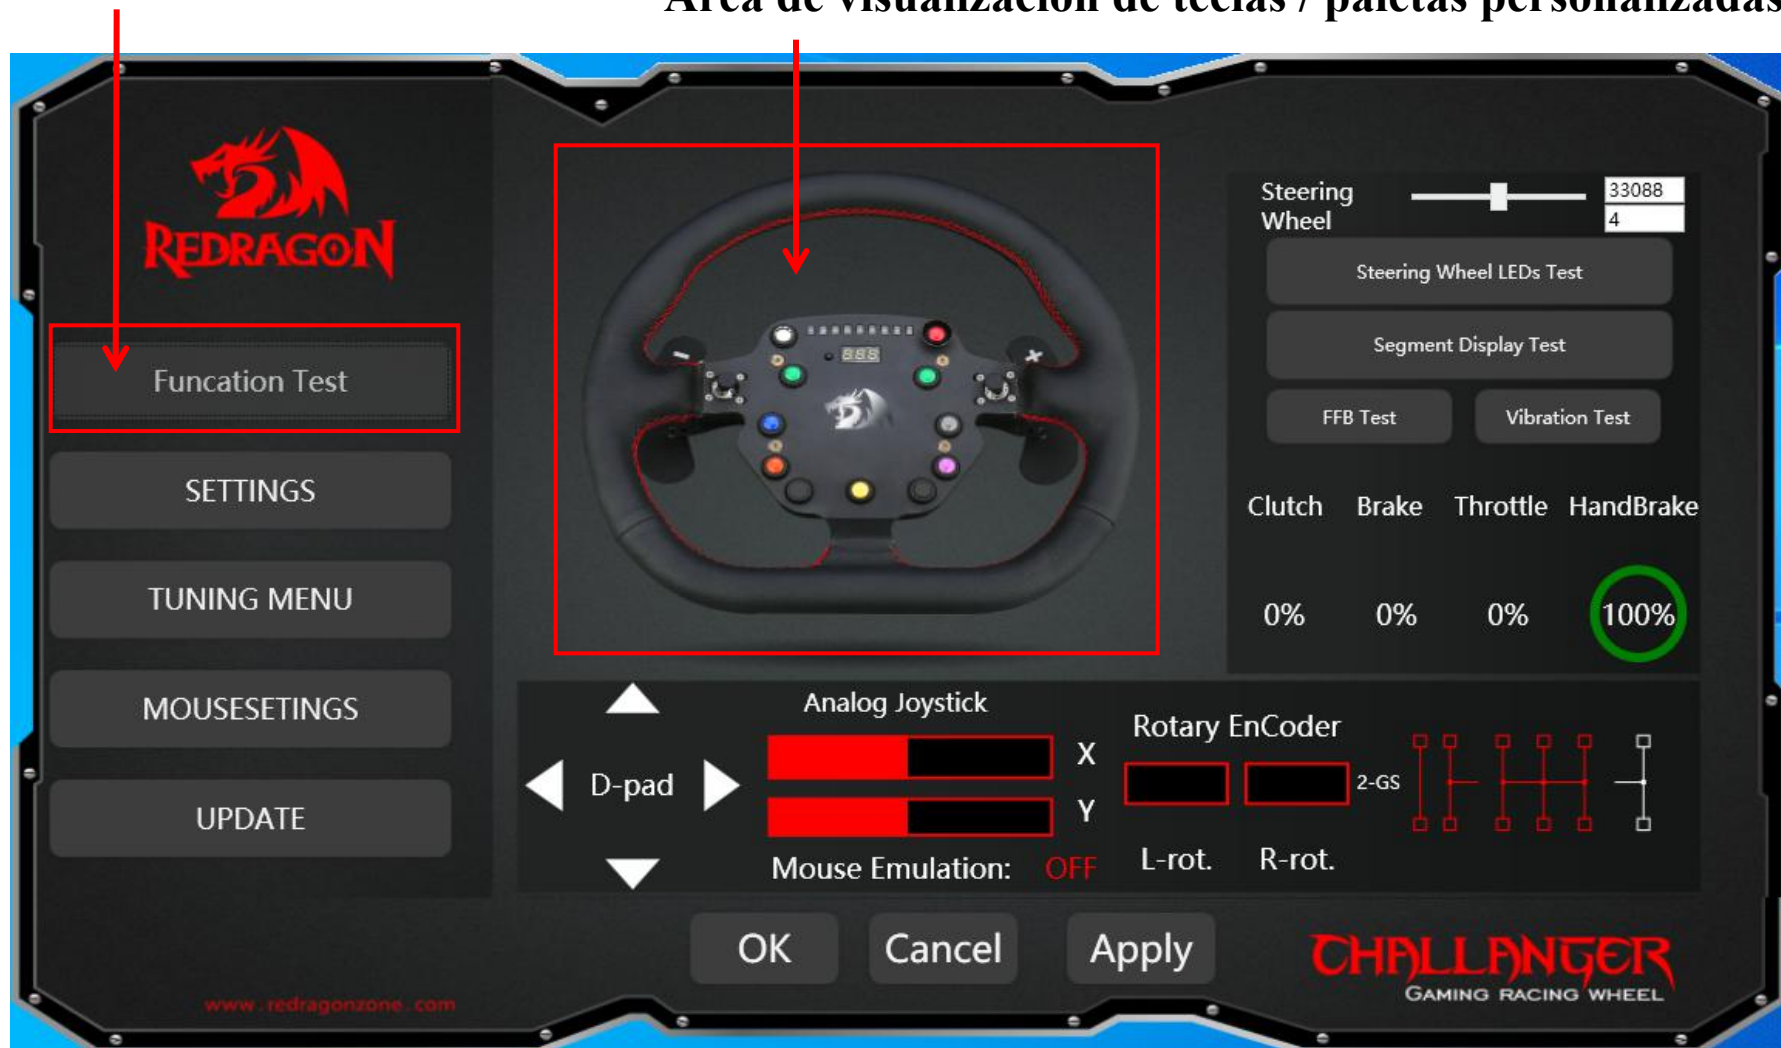 Área de visualización de teclas / paletas personalizadas
REDRAGON
Funcation Test
SETTINGS
TUNING MENU
MOUSESETINGS
UPDATE
www.redragonzone.com
- +
888
Steering
Wheel
33088
4
Steering Wheel LEDs Test
Segment Display Test
FFB Test Vibration Test
Clutch Brake Throttle HandBrake
0% 0% 0% 100%
D-pad
Analog Joystick
X
Y
Mouse Emulation: OFF
Rotary EnCoder
L-rot. R-rot.
2-GS
OK Cancel Apply
CHALLANGER
GAMING RACING WHEEL